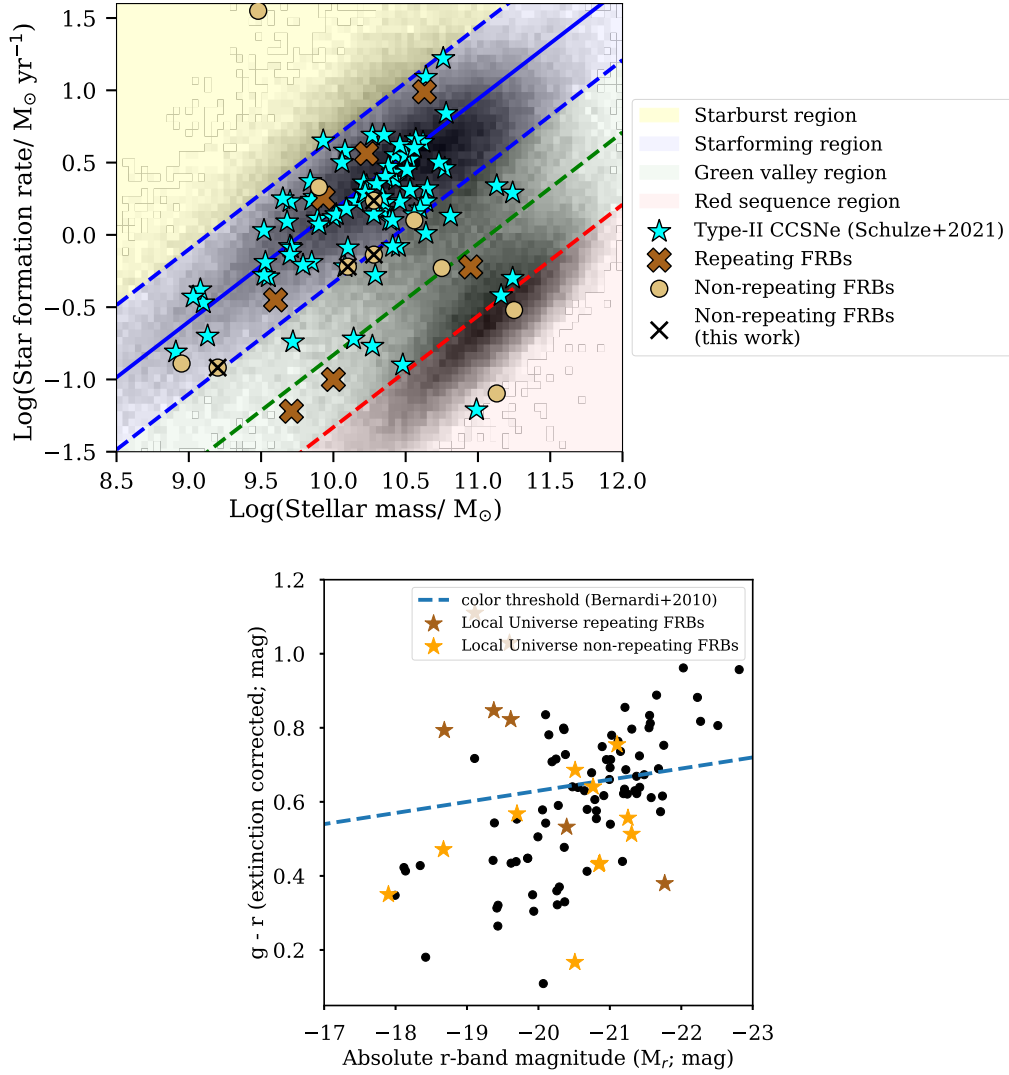 Log(Star formation rate/ M⊙ yr⁻¹)
1.5
1.0
0.5
0.0
−0.5
−1.0
−1.5
8.5 9.0 9.5 10.0 10.5 11.0 11.5 12.0
Log(Stellar mass/ M⊙)
Starburst region
Starforming region
Green valley region
Red sequence region
Type-II CCSNe (Schulze+2021)
Repeating FRBs
Non-repeating FRBs
Non-repeating FRBs
(this work)
g - r (extinction corrected; mag)
1.2
1.0
0.8
0.6
0.4
0.2
color threshold (Bernardi+2010)
Local Universe repeating FRBs
Local Universe non-repeating FRBs
−17 −18 −19 −20 −21 −22 −23
Absolute r-band magnitude (Mᵣ; mag)